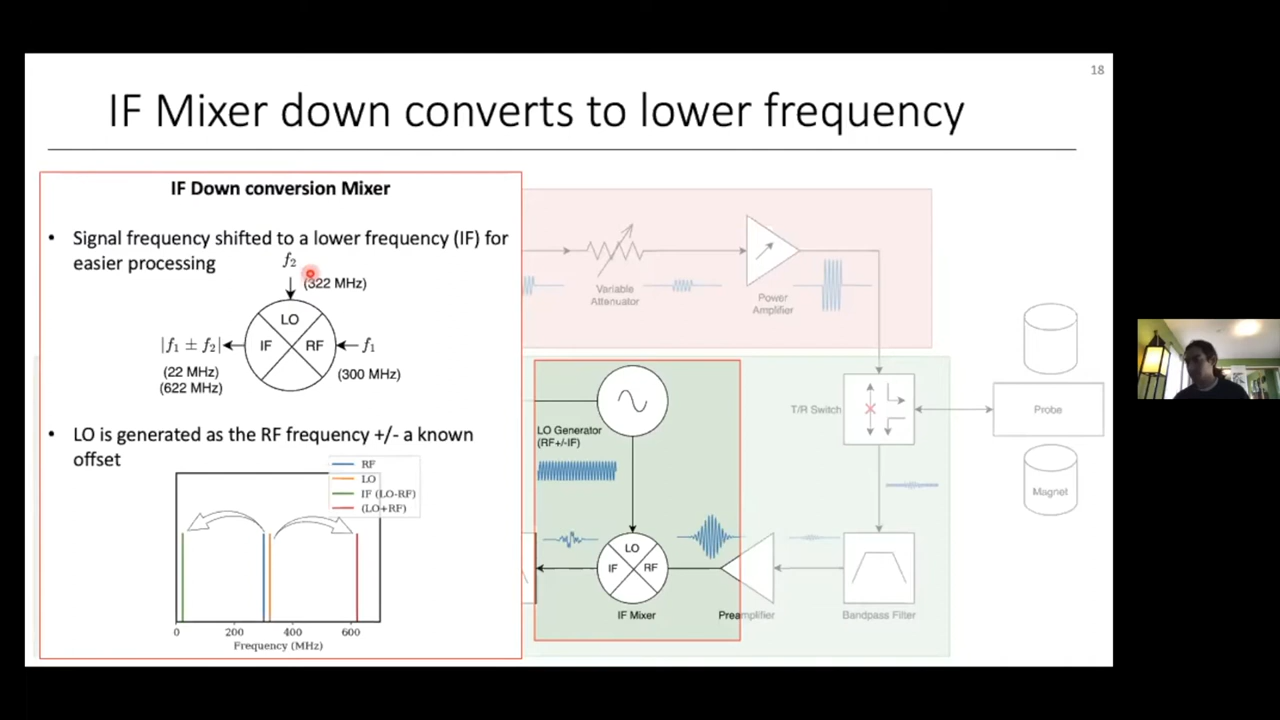 18
IF Mixer down converts to lower frequency
IF Down conversion Mixer
• Signal frequency shifted to a lower frequency (IF) for
easier processing
f₂
(322 MHz)
LO
IF
RF
|f₁ ± f₂|
f₁
(22 MHz)
(622 MHz)
(300 MHz)
• LO is generated as the RF frequency +/- a known
offset
RF
LO
IF (LO-RF)
(LO+RF)
0 200 400 600
Frequency (MHz)
Variable
Attenuator
Power
Amplifier
LO Generator
(RF+/-IF)
T/R Switch
Probe
Magnet
LO
IF
RF
IF Mixer
Preamplifier
Bandpass Filter